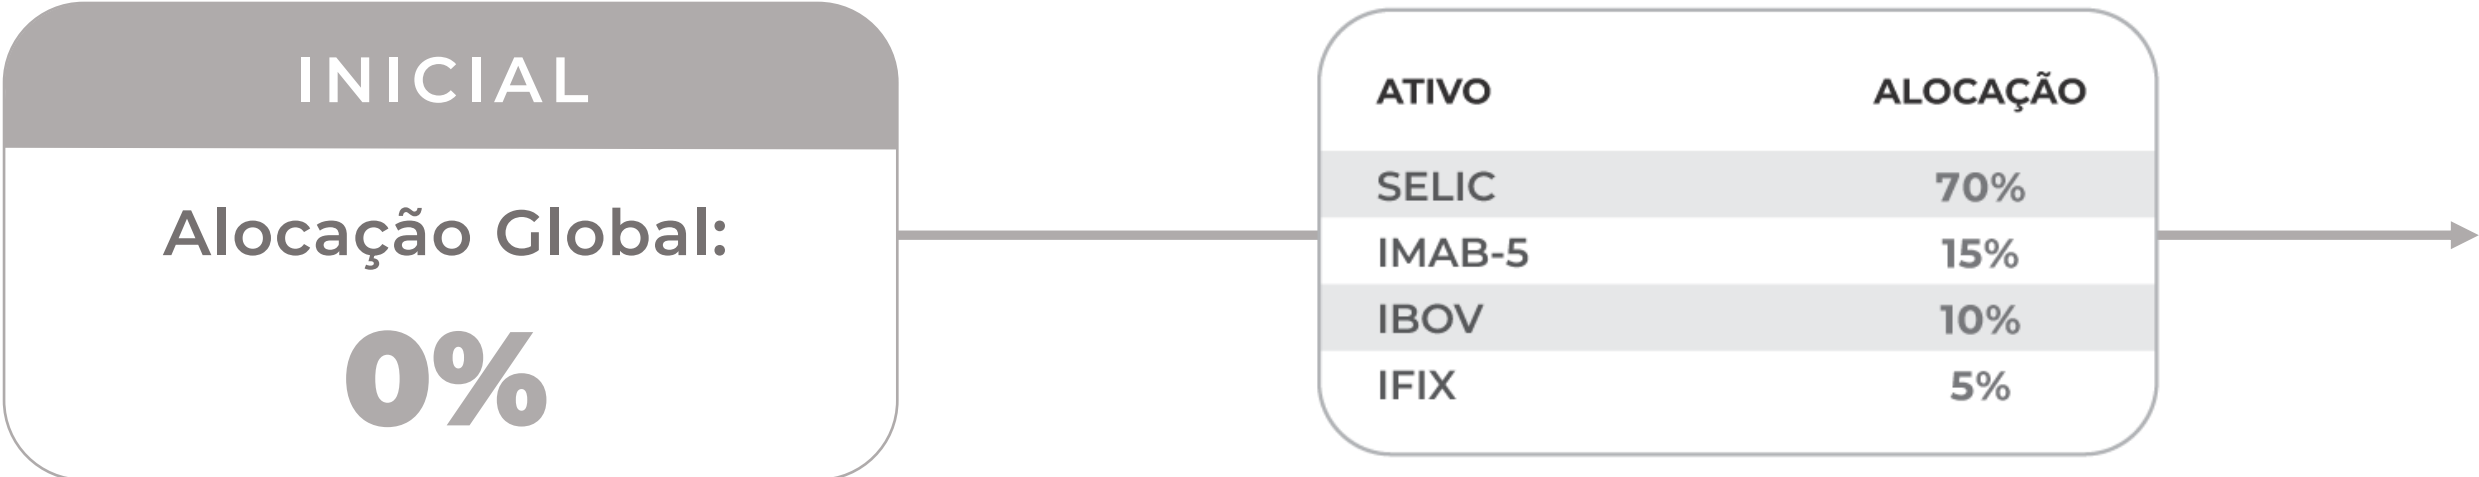 INICIAL
Alocação Global:
0%
ATIVO ALOCAÇÃO
SELIC 70%
IMAB-5 15%
IBOV 10%
IFIX 5%